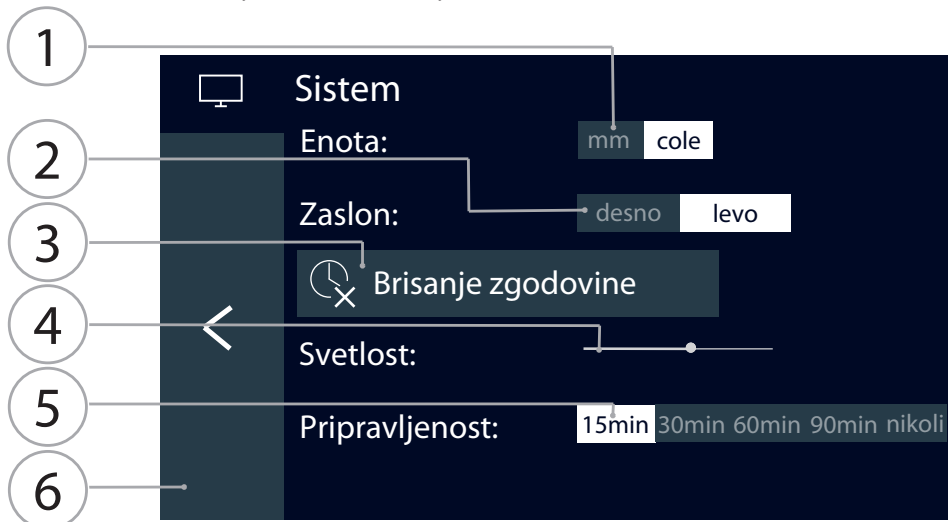 1
Sistem
Enota: mm cole
2
Zaslon: desno levo
3
Brisanje zgodovine
4
Svetlost:
5
Pripravljenost: 15min 30min 60min 90min nikoli
6